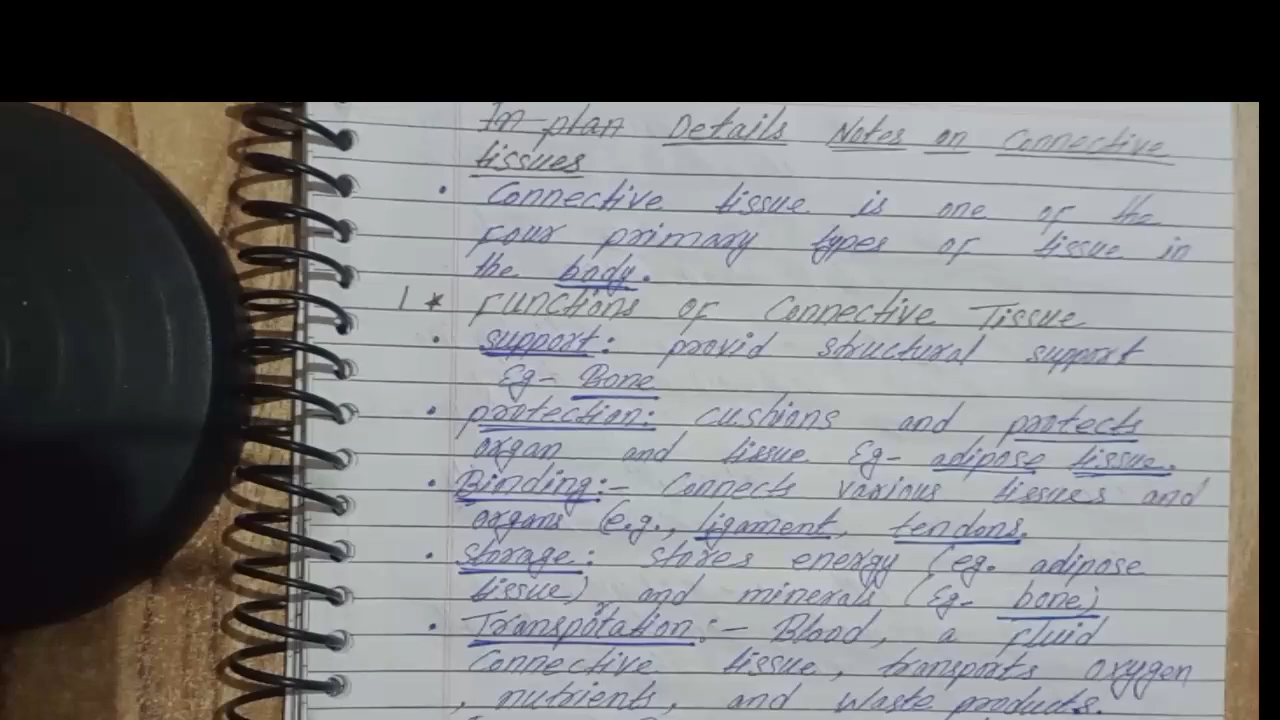 In-plan Details Notes on Connective
tissues
• Connective tissue is one of the
four primary types of tissue in
the body.
1 * Functions of Connective Tissue
• support: provid structural support
Eg- Bone
• protection: cushions and protects
organ and tissue Eg- adipose tissue.
• Binding:- Connects various tissues and
organs (e.g., ligament, tendons.
• storage: stores energy (eg. adipose
tissue) and minerals (Eg- bone)
• Transpotation:- Blood, a fluid
Connective tissue, transports oxygen
, nutrients, and waste products.